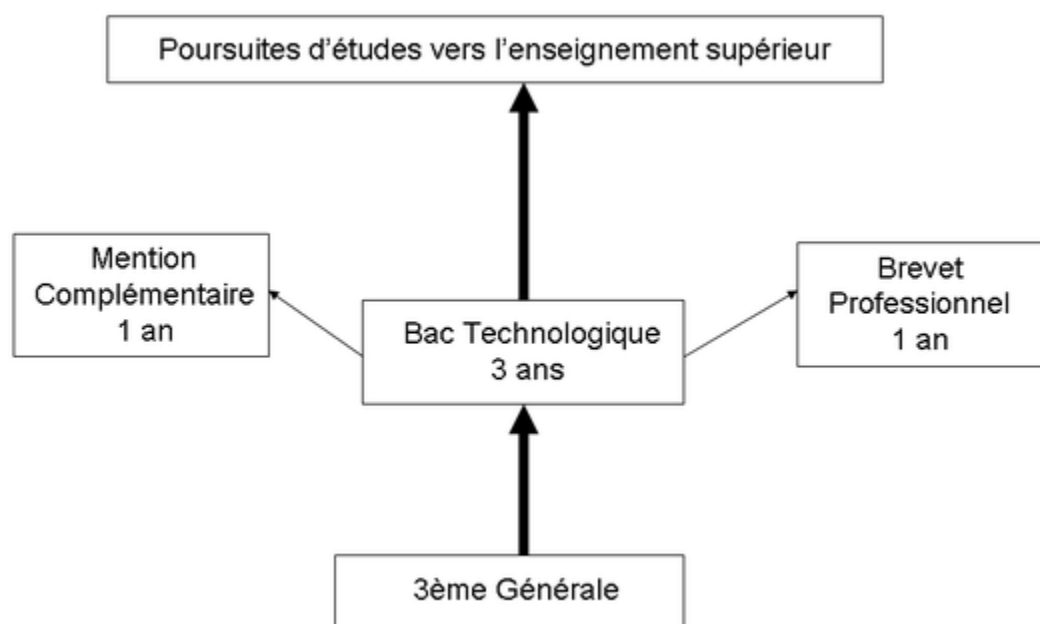 Poursuites d'études vers l'enseignement supérieur
Mention
Complémentaire
1 an
Bac Technologique
3 ans
Brevet
Professionnel
1 an
3ème Générale